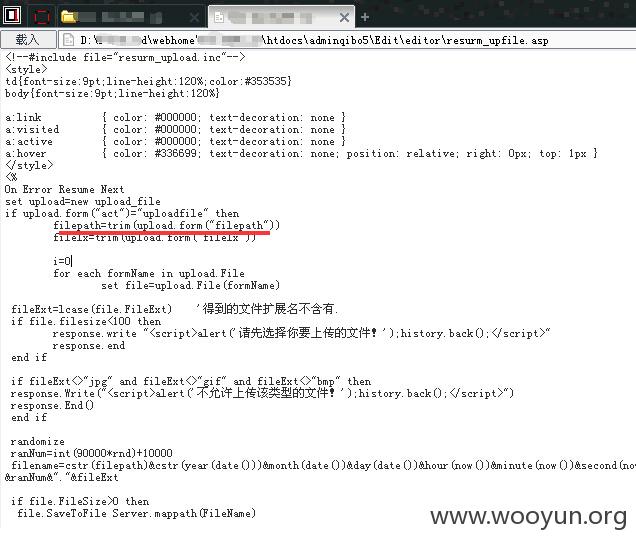 载入
D:\
d\webhome\
\htdocs\adminqibo5\Edit\editor\resurm_upfile.asp
<!--#include file="resurm_upload.inc"-->
<style>
td{font-size:9pt;line-height:120%;color:#353535}
body{font-size:9pt;line-height:120%}
a:link { color: #000000; text-decoration: none }
a:visited { color: #000000; text-decoration: none }
a:active { color: #000000; text-decoration: none }
a:hover { color: #336699; text-decoration: none; position: relative; right: 0px; top: 1px }
</style>
<%
On Error Resume Next
set upload=new upload_file
if upload.form("act")="uploadfile" then
filepath=trim(upload.form("filepath"))
filelx=trim(upload.form("filelx"))
i=0
for each formName in upload.File
set file=upload.File(formName)
fileExt=lcase(file.FileExt) '得到的文件扩展名不含有.
if file.filesize<100 then
response.write "<script>alert('请先选择你要上传的文件！');history.back();</script>"
response.end
end if
if fileExt<>"jpg" and fileExt<>"gif" and fileExt<>"bmp" then
response.Write("<script>alert('不允许上传该类型的文件！');history.back();</script>")
response.End()
end if
randomize
ranNum=int(90000*rnd)+10000
filename=cstr(filepath)&cstr(year(date()))&month(date())&day(date())&hour(now())&minute(now())&second(now
&ranNum&"."&fileExt
if file.FileSize>0 then
file.SaveToFile Server.mappath(FileName)
www.wooyun.org